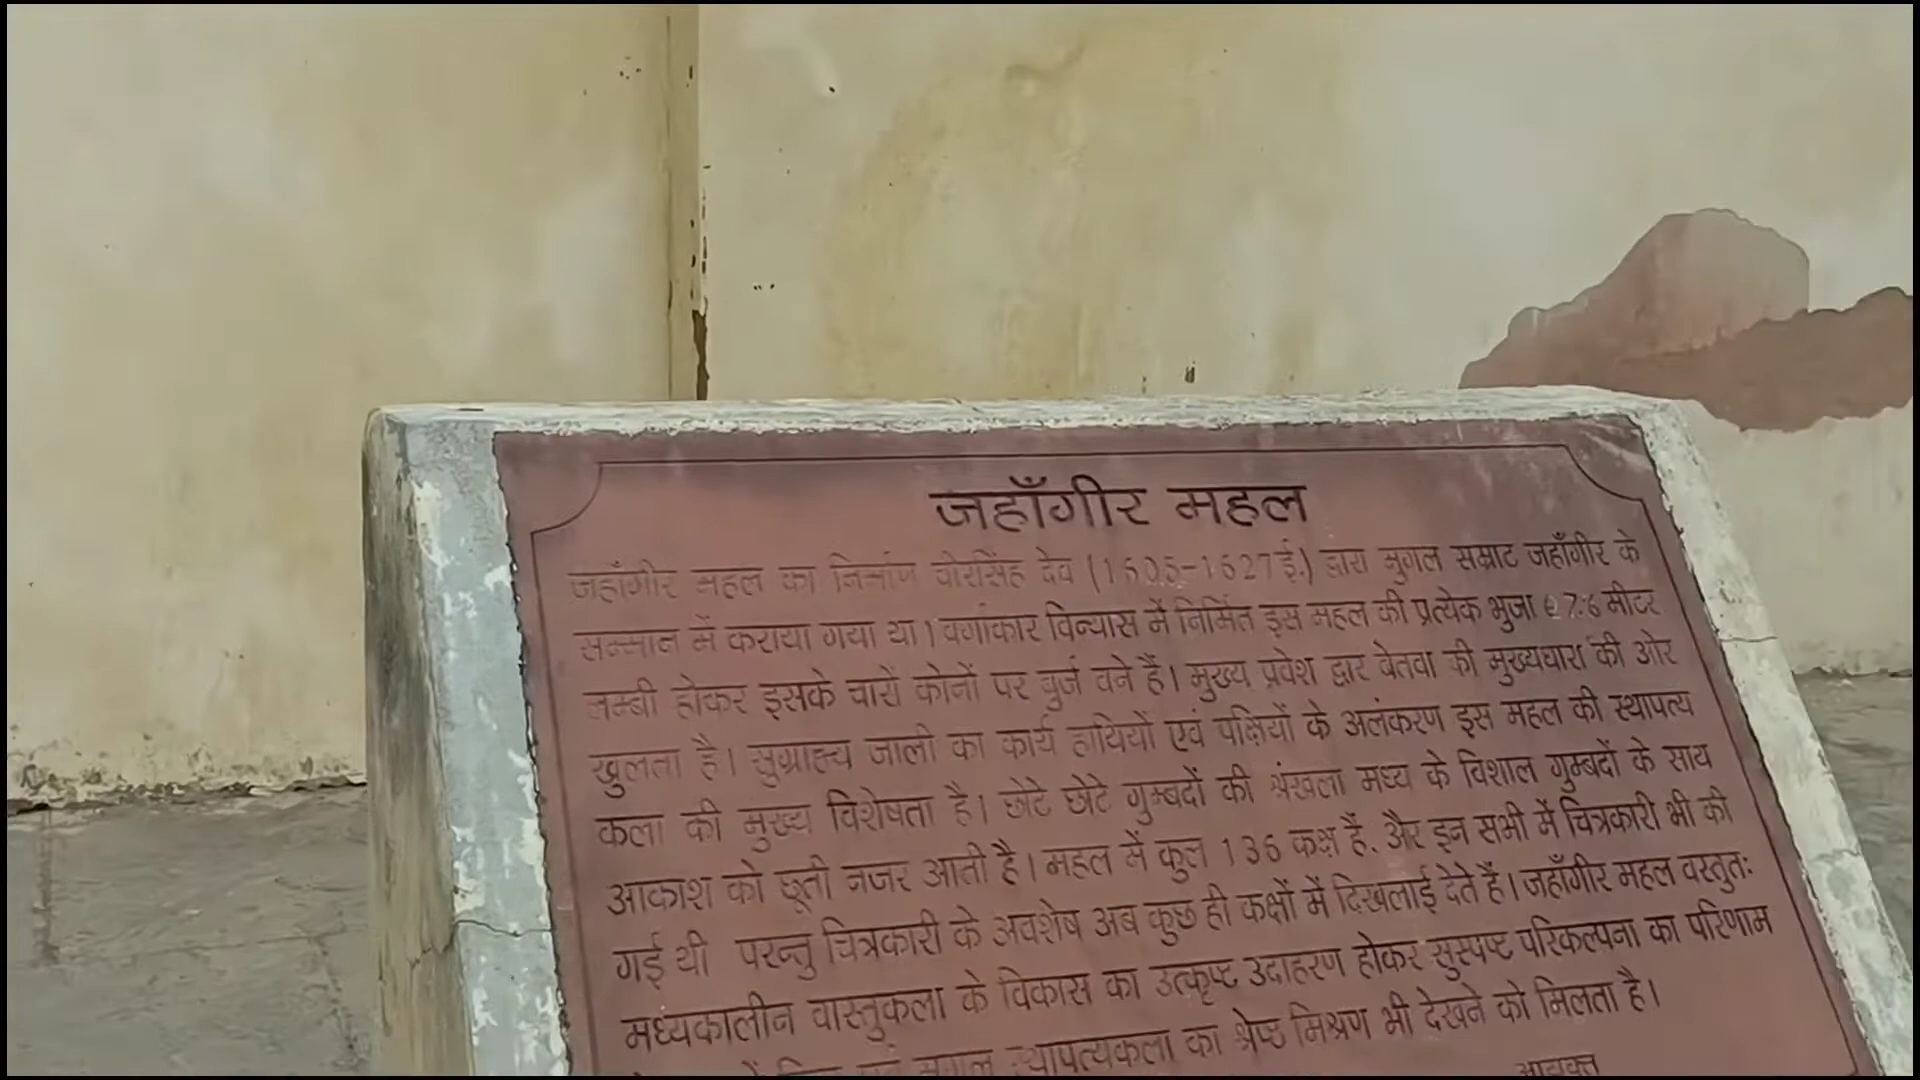 जहाँगीर महल
जहाँगीर महल का निर्माण वीरसिंह देव (1605-1627ई.) द्वारा मुगल सम्राट जहाँगीर के
सम्मान में कराया गया था। वर्गाकार विन्यास में निर्मित इस महल की प्रत्येक भुजा मीटर
लम्बी होकर इसके चारों कोनों पर बुर्ज बने हैं। मुख्य प्रवेश द्वार बेतवा की मुख्यधारा की ओर
खुलता है। जाली का कार्य हाथियों एवं पक्षियों के अलंकरण इस महल की स्थापत्य
कला की मुख्य विशेषता है। छोटे छोटे गुम्बदों की श्रंखला मध्य के विशाल गुम्बदों के साथ
आकाश को छूती नजर आती है। महल में कुल 136 कक्ष हैं. और इन सभी में चित्रकारी भी की
गई थी परन्तु चित्रकारी के अवशेष अब कुछ ही कक्षों में दिखलाई देते हैं। जहाँगीर महल वस्तुतः
मध्यकालीन वास्तुकला के विकास का उत्कृष्ट उदाहरण होकर सुस्पष्ट परिकल्पना का परिणाम
मुगल स्थापत्यकला का श्रेष्ठ मिश्रण भी देखने को मिलता है।
आयुक्त